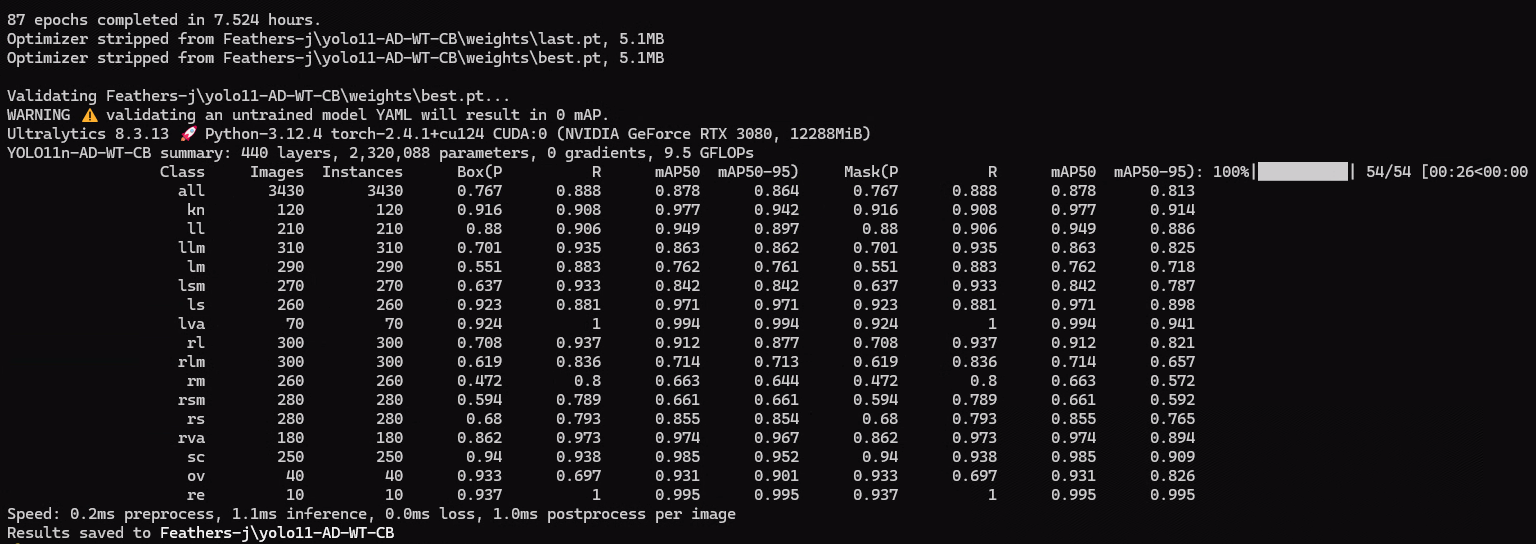 87 epochs completed in 7.524 hours.
Optimizer stripped from Feathers-j\yolo11-AD-WT-CB\weights\last.pt, 5.1MB
Optimizer stripped from Feathers-j\yolo11-AD-WT-CB\weights\best.pt, 5.1MB
Validating Feathers-j\yolo11-AD-WT-CB\weights\best.pt...
WARNING ⚠️ validating an untrained model YAML will result in 0 mAP.
Ultralytics 8.3.13 🚀 Python-3.12.4 torch-2.4.1+cu124 CUDA:0 (NVIDIA GeForce RTX 3080, 12288MiB)
YOLO11n-AD-WT-CB summary: 440 layers, 2,320,088 parameters, 0 gradients, 9.5 GFLOPs
Class Images Instances Box(P R mAP50 mAP50-95) Mask(P R mAP50 mAP50-95): 100%|██████████| 54/54 [00:26<00:00
all 3430 3430 0.767 0.888 0.878 0.864 0.767 0.888 0.878 0.813
kn 120 120 0.916 0.908 0.977 0.942 0.916 0.908 0.977 0.914
ll 210 210 0.88 0.906 0.949 0.897 0.88 0.906 0.949 0.886
llm 310 310 0.701 0.935 0.863 0.862 0.701 0.935 0.863 0.825
lm 290 290 0.551 0.883 0.762 0.761 0.551 0.883 0.762 0.718
lsm 270 270 0.637 0.933 0.842 0.842 0.637 0.933 0.842 0.787
ls 260 260 0.923 0.881 0.971 0.971 0.923 0.881 0.971 0.898
lva 70 70 0.924 1 0.994 0.994 0.924 1 0.994 0.941
rl 300 300 0.708 0.937 0.912 0.877 0.708 0.937 0.912 0.821
rlm 300 300 0.619 0.836 0.714 0.713 0.619 0.836 0.714 0.657
rm 260 260 0.472 0.8 0.663 0.644 0.472 0.8 0.663 0.572
rsm 280 280 0.594 0.789 0.661 0.661 0.594 0.789 0.661 0.592
rs 280 280 0.68 0.793 0.855 0.854 0.68 0.793 0.855 0.765
rva 180 180 0.862 0.973 0.974 0.967 0.862 0.973 0.974 0.894
sc 250 250 0.94 0.938 0.985 0.952 0.94 0.938 0.985 0.909
ov 40 40 0.933 0.697 0.931 0.901 0.933 0.697 0.931 0.826
re 10 10 0.937 1 0.995 0.995 0.937 1 0.995 0.995
Speed: 0.2ms preprocess, 1.1ms inference, 0.0ms loss, 1.0ms postprocess per image
Results saved to Feathers-j\yolo11-AD-WT-CB